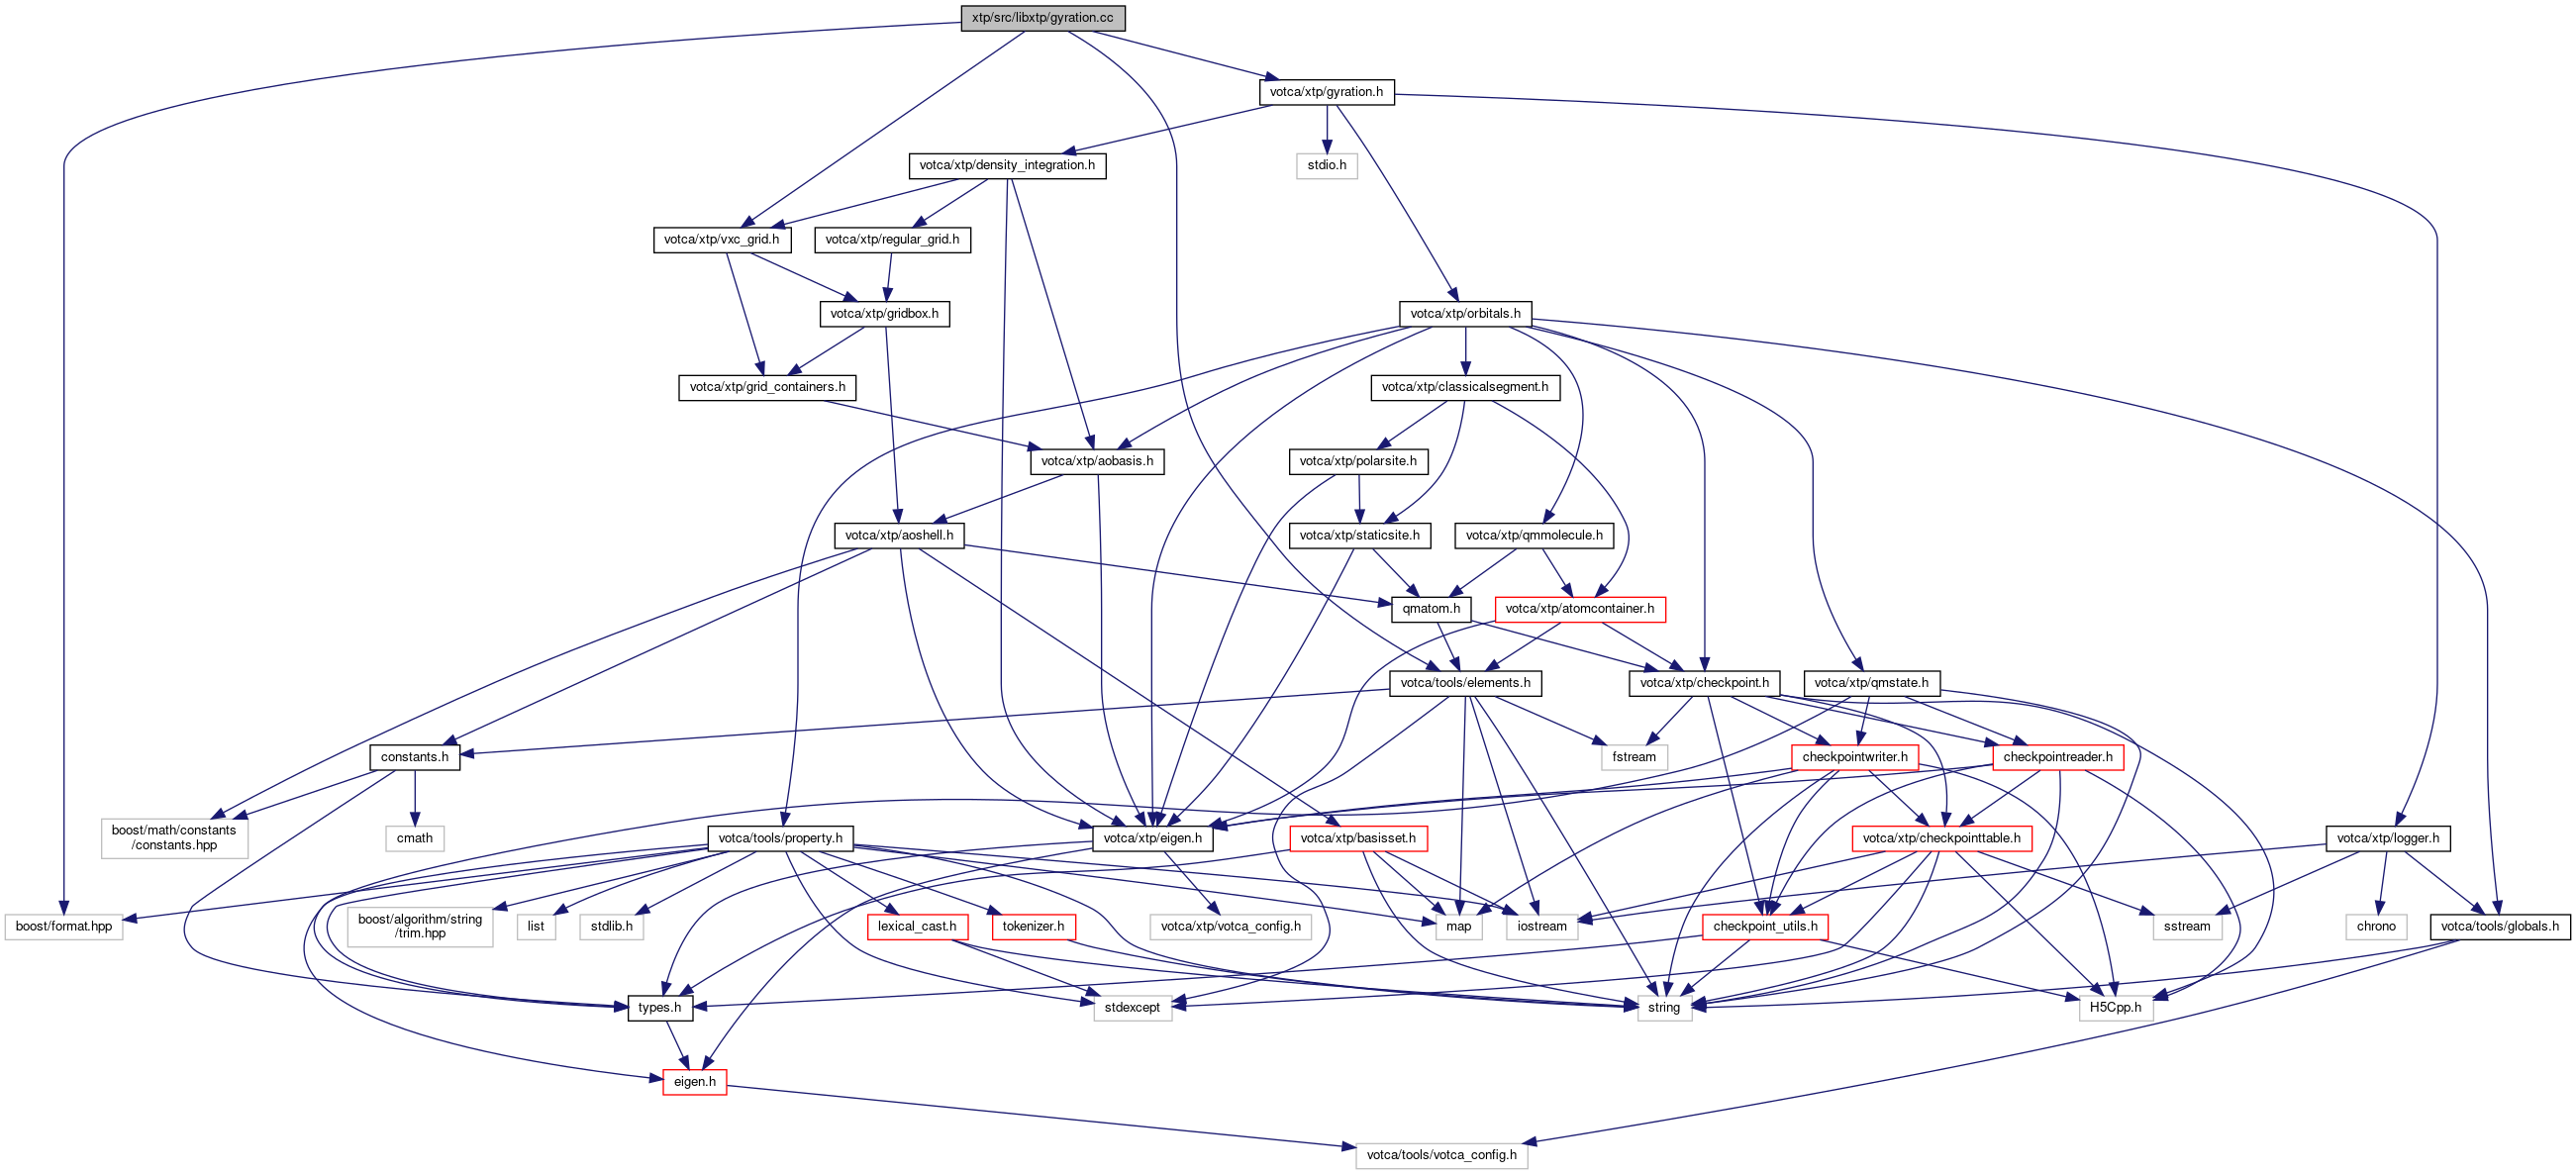 xtp/src/libxtp/gyration.cc
votca/xtp/gyration.h
votca/xtp/density_integration.h
stdio.h
votca/xtp/vxc_grid.h
votca/xtp/regular_grid.h
votca/xtp/gridbox.h
votca/xtp/orbitals.h
votca/xtp/grid_containers.h
votca/xtp/classicalsegment.h
votca/xtp/aobasis.h
votca/xtp/polarsite.h
votca/xtp/aoshell.h
votca/xtp/staticsite.h
votca/xtp/qmmolecule.h
qmatom.h
votca/xtp/atomcontainer.h
votca/tools/elements.h
votca/xtp/checkpoint.h
votca/xtp/qmstate.h
constants.h
fstream
checkpointwriter.h
checkpointreader.h
boost/math/constants
/constants.hpp
cmath
votca/tools/property.h
votca/xtp/eigen.h
votca/xtp/basisset.h
votca/xtp/checkpointtable.h
votca/xtp/logger.h
boost/format.hpp
boost/algorithm/string
/trim.hpp
list
stdlib.h
lexical_cast.h
tokenizer.h
votca/xtp/votca_config.h
map
iostream
checkpoint_utils.h
sstream
chrono
votca/tools/globals.h
types.h
stdexcept
string
H5Cpp.h
eigen.h
votca/tools/votca_config.h